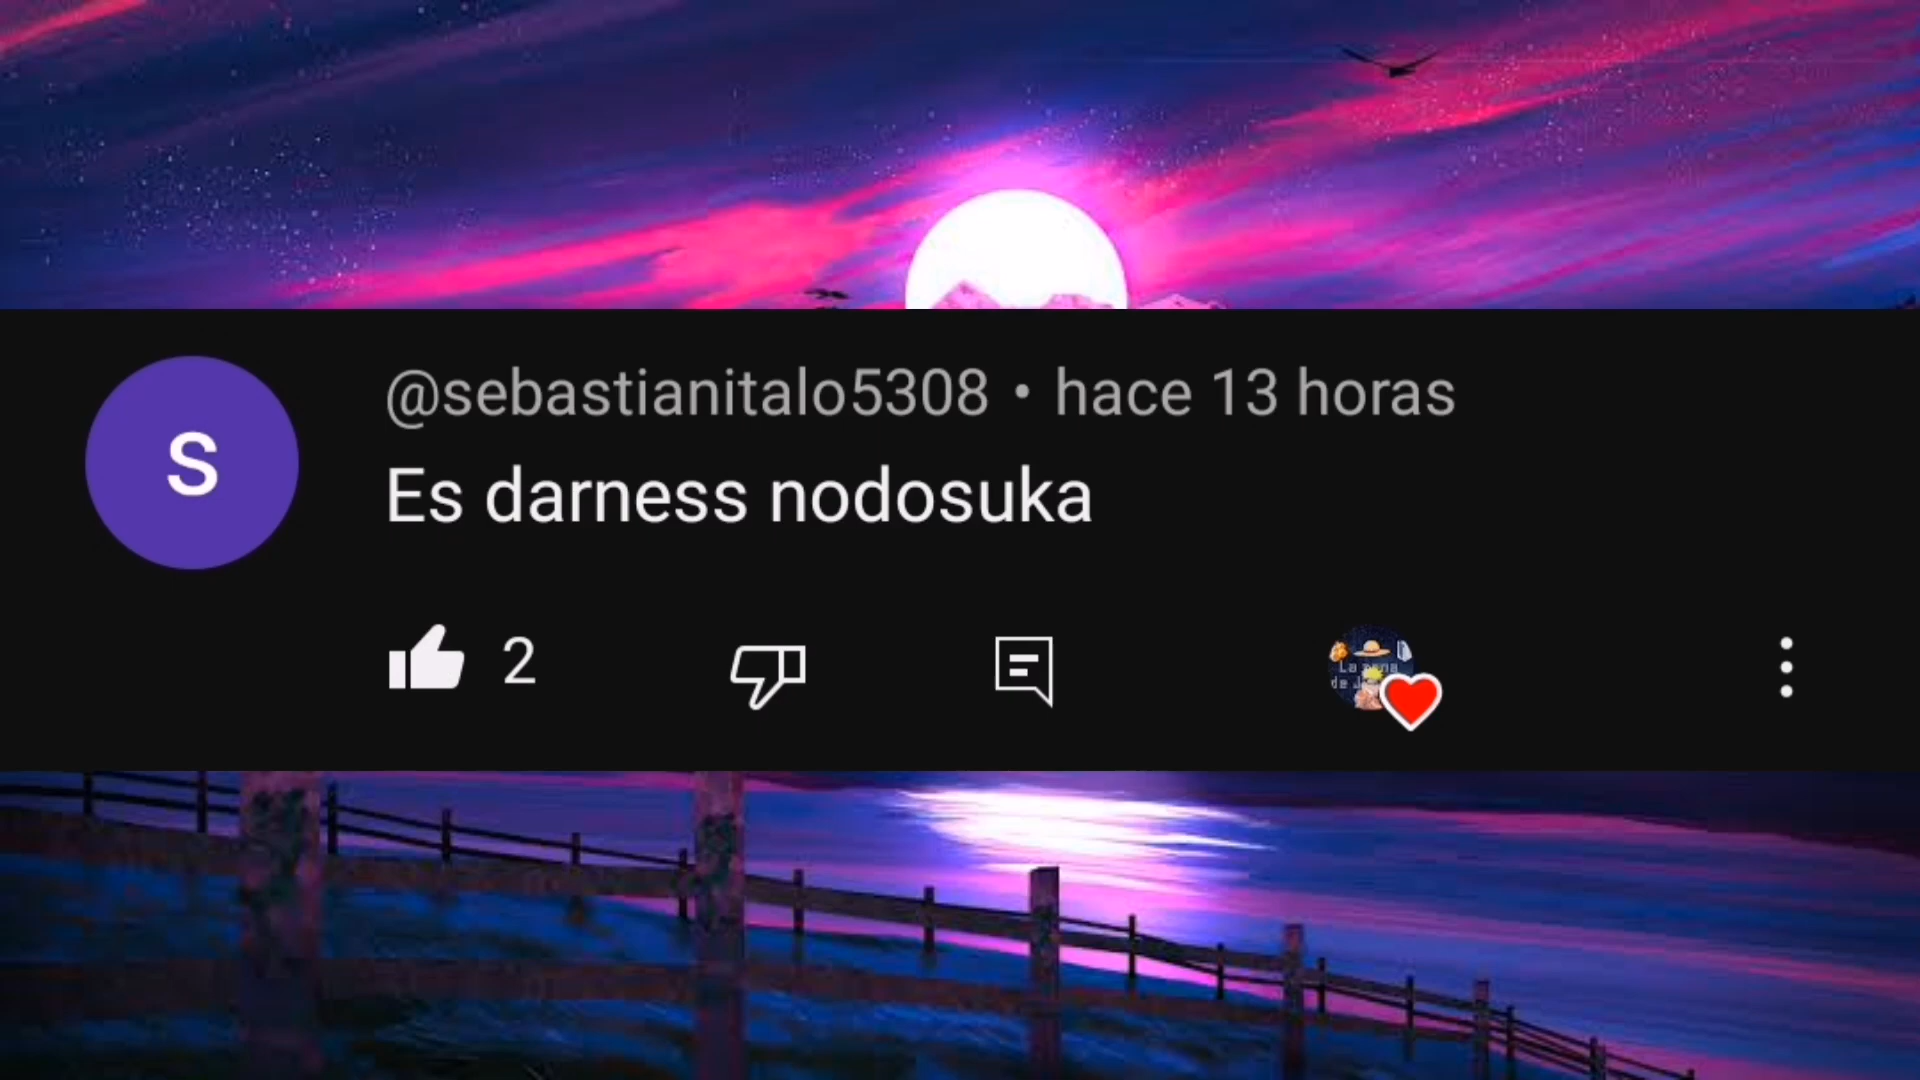 S
@sebastianitalo5308 • hace 13 horas
Es darness nodosuka
2